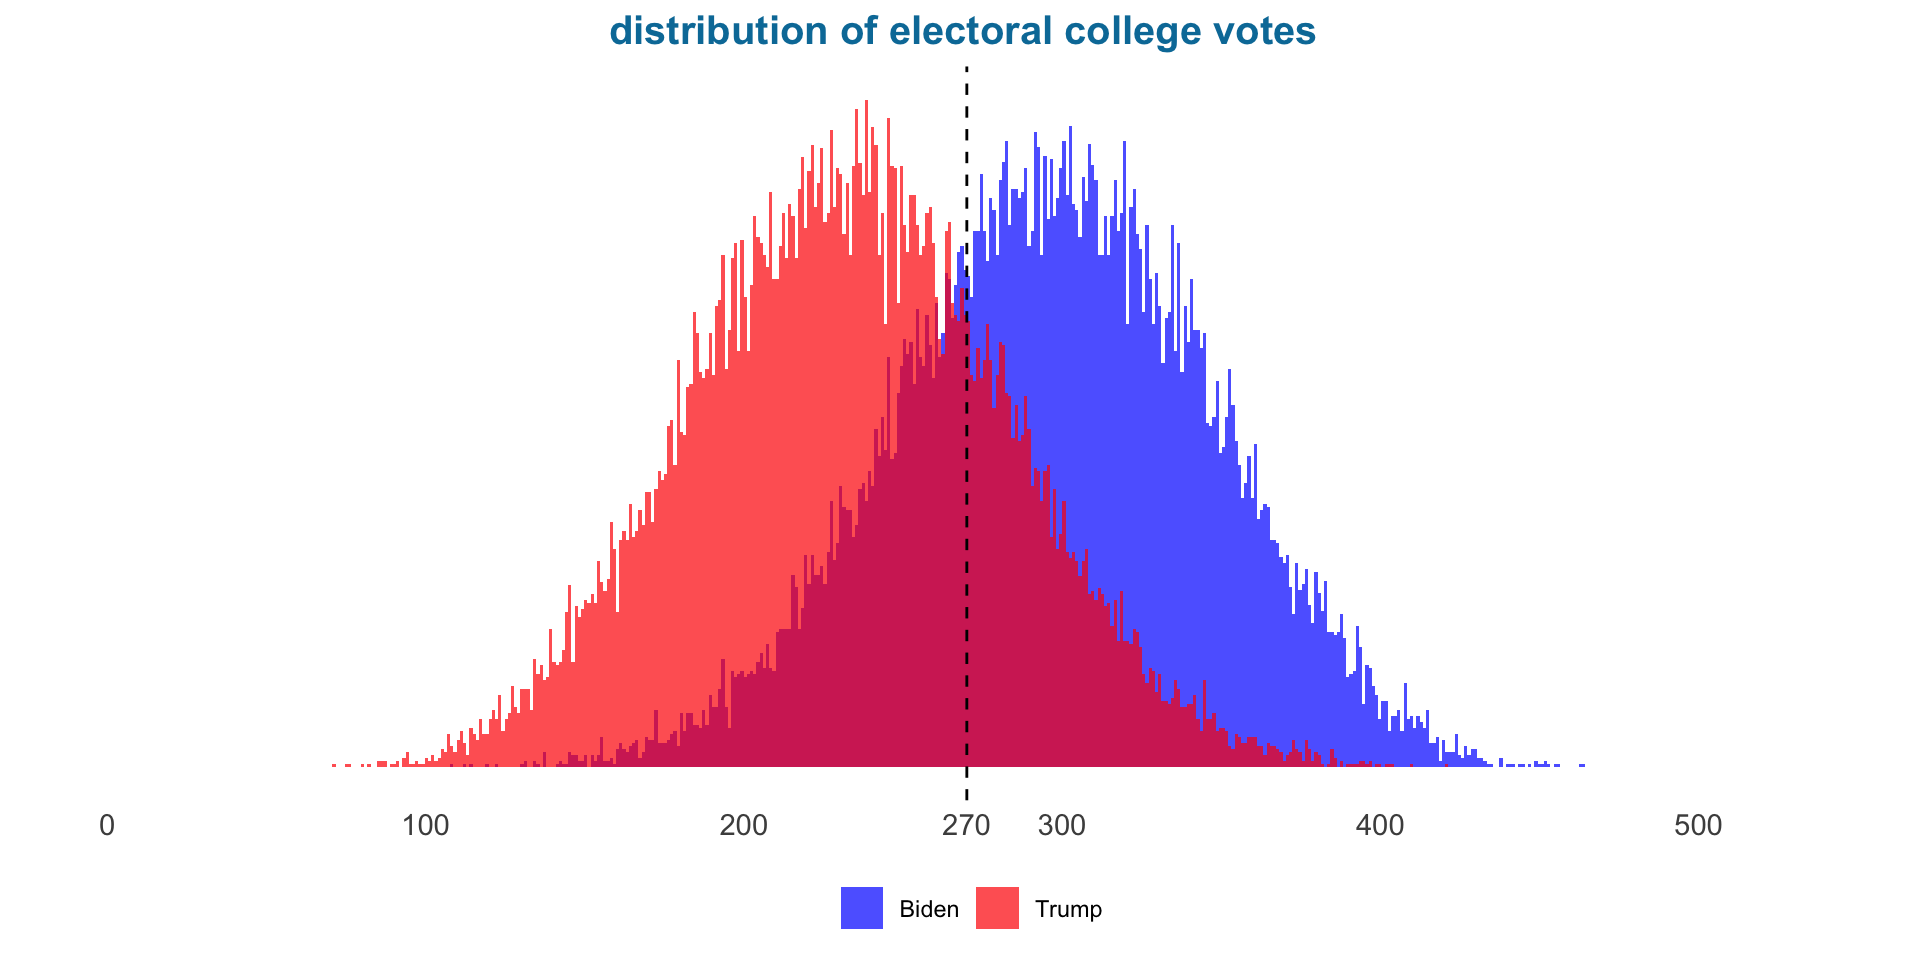 distribution of electoral college votes
0 100 200 270 300 400 500
Biden Trump